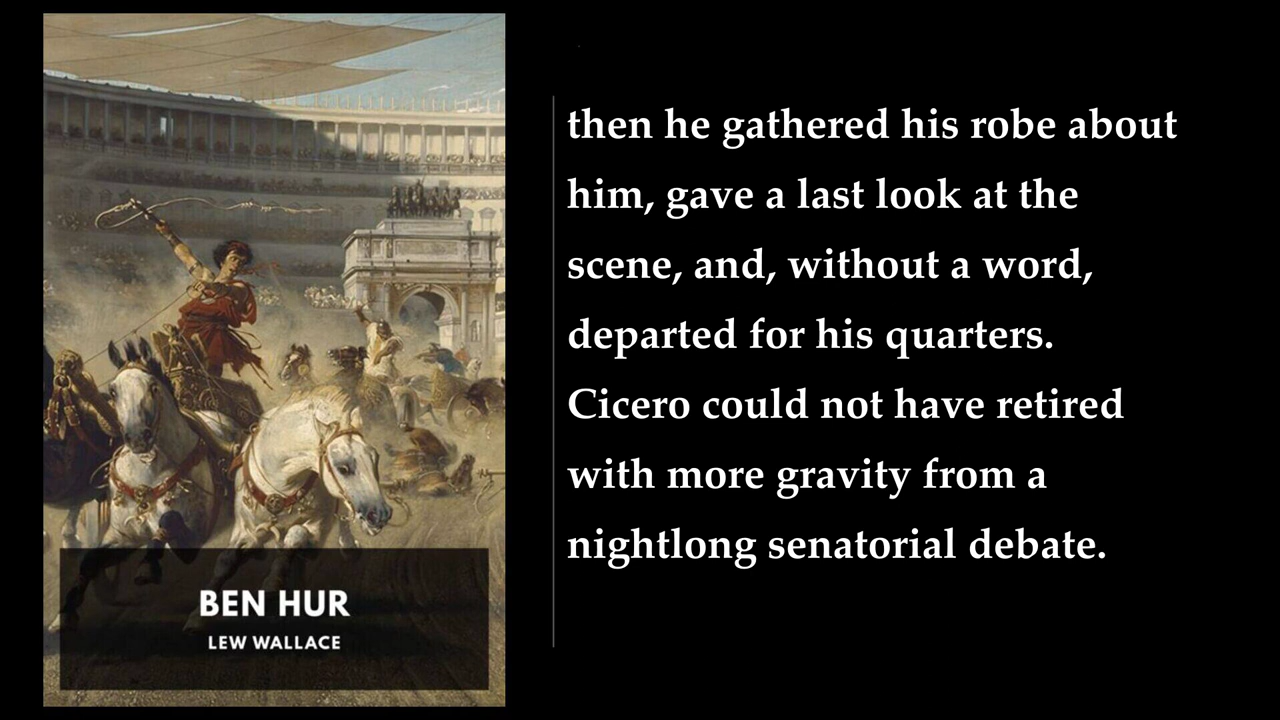 BEN HUR
LEW WALLACE
then he gathered his robe about
him, gave a last look at the
scene, and, without a word,
departed for his quarters.
Cicero could not have retired
with more gravity from a
nightlong senatorial debate.